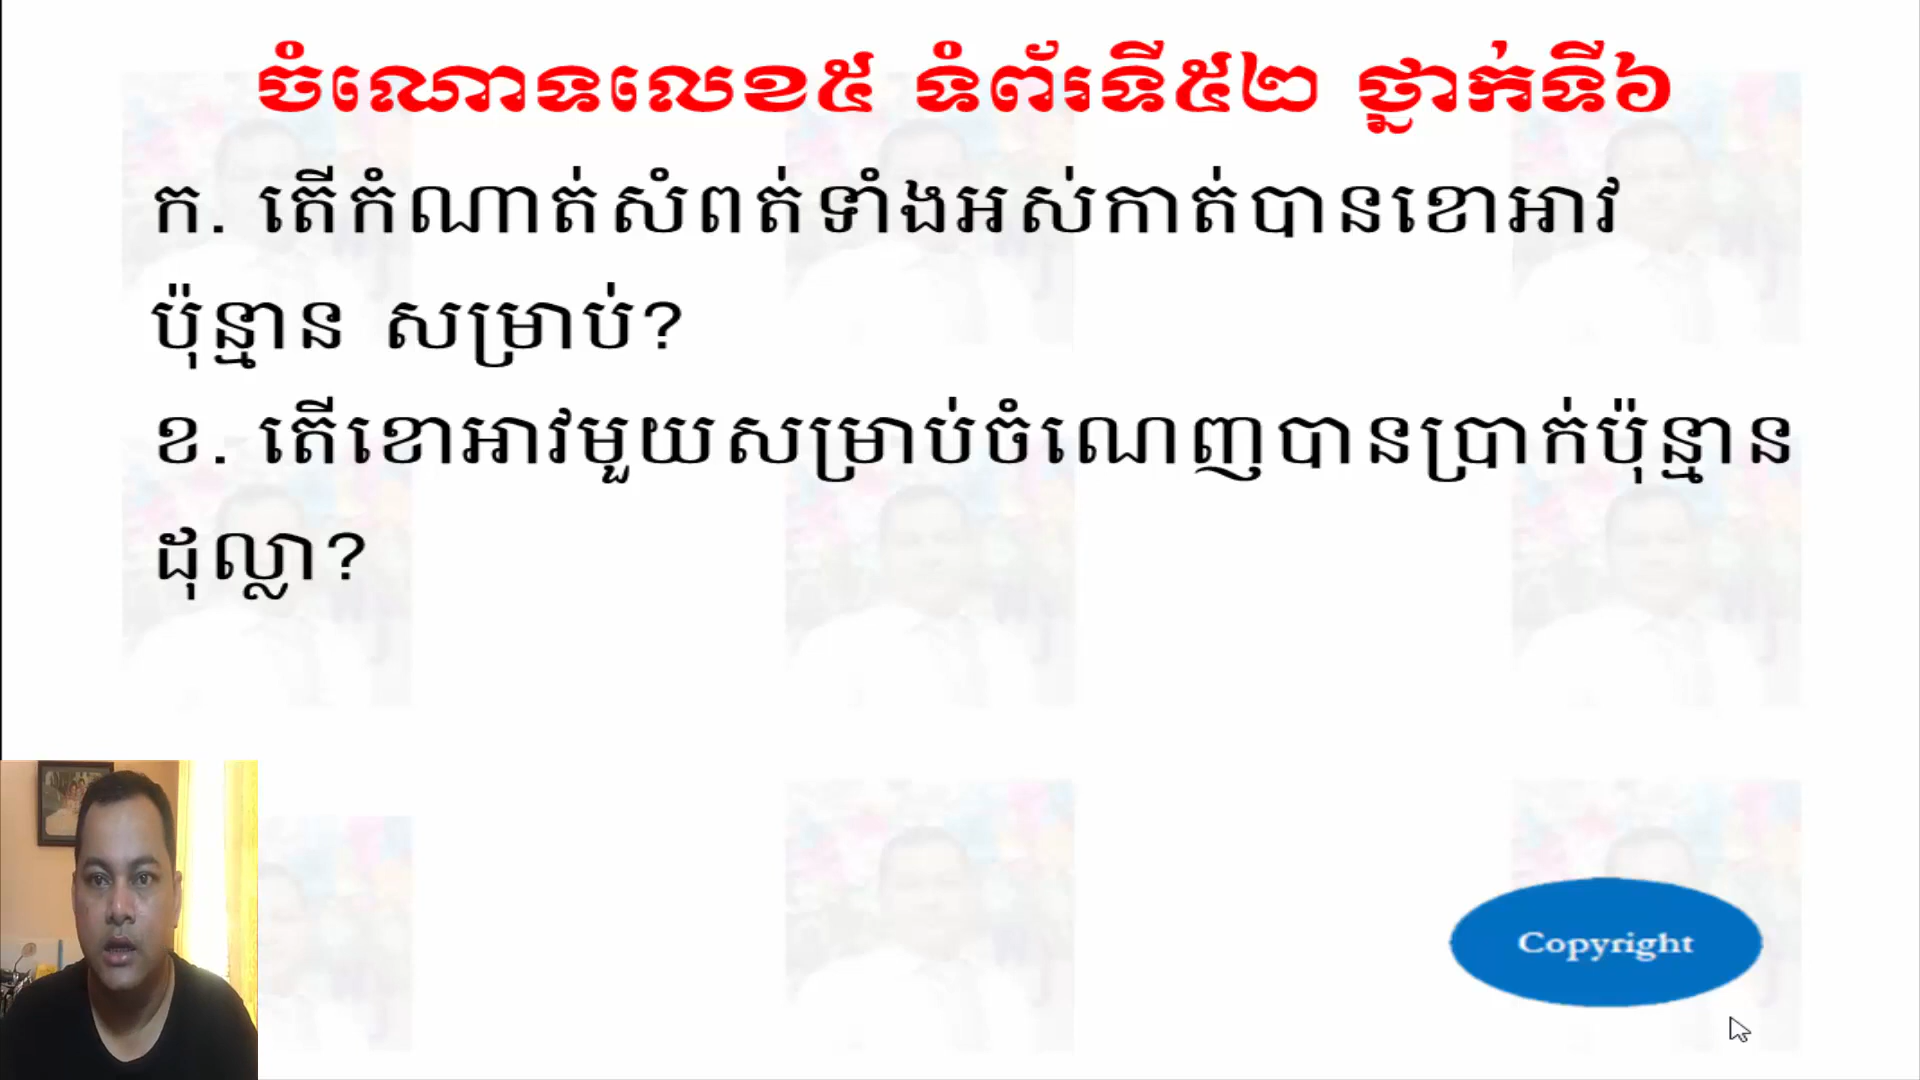 ចំណោទលេខ៥ ទំព័រទី៥២ ថ្នាក់ទី៦
ក. តើកំណាត់សំពត់ទាំងអស់កាត់បានខោអាវ
ប៉ុន្មាន សម្រាប់?
ខ. តើខោអាវមួយសម្រាប់ចំណេញបានប្រាក់ប៉ុន្មាន
ដុល្លា?
Copyright